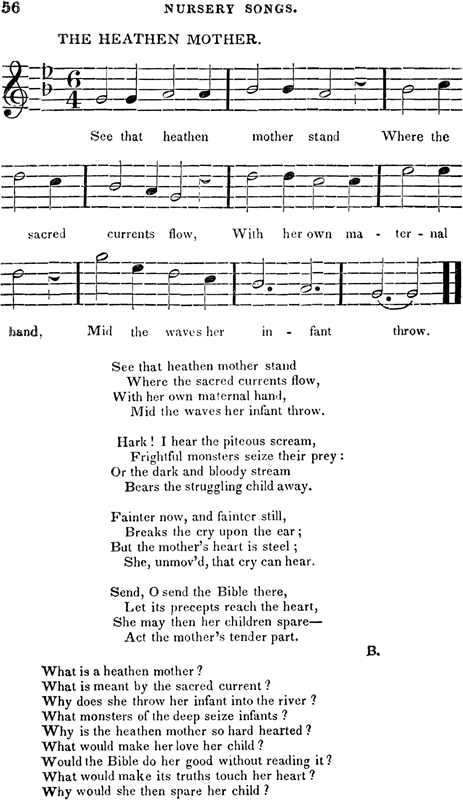 56 NURSERY SONGS.
THE HEATHEN MOTHER.
6
4
See that heathen mother stand Where the
sacred currents flow, With her own ma - ter - nal
hand, Mid the waves her in - fant throw.
See that heathen mother stand
Where the sacred currents flow,
With her own maternal hand,
Mid the waves her infant throw.
Hark! I hear the piteous scream,
Frightful monsters seize their prey:
Or the dark and bloody stream
Bears the struggling child away.
Fainter now, and fainter still,
Breaks the cry upon the ear;
But the mother's heart is steel;
She, unmov'd, that cry can hear.
Send, O send the Bible there,
Let its precepts reach the heart,
She may then her children spare—
Act the mother's tender part.
B.
What is a heathen mother?
What is meant by the sacred current?
Why does she throw her infant into the river?
What monsters of the deep seize infants?
Why is the heathen mother so hard hearted?
What would make her love her child?
Would the Bible do her good without reading it?
What would make its truths touch her heart?
Why would she then spare her child?